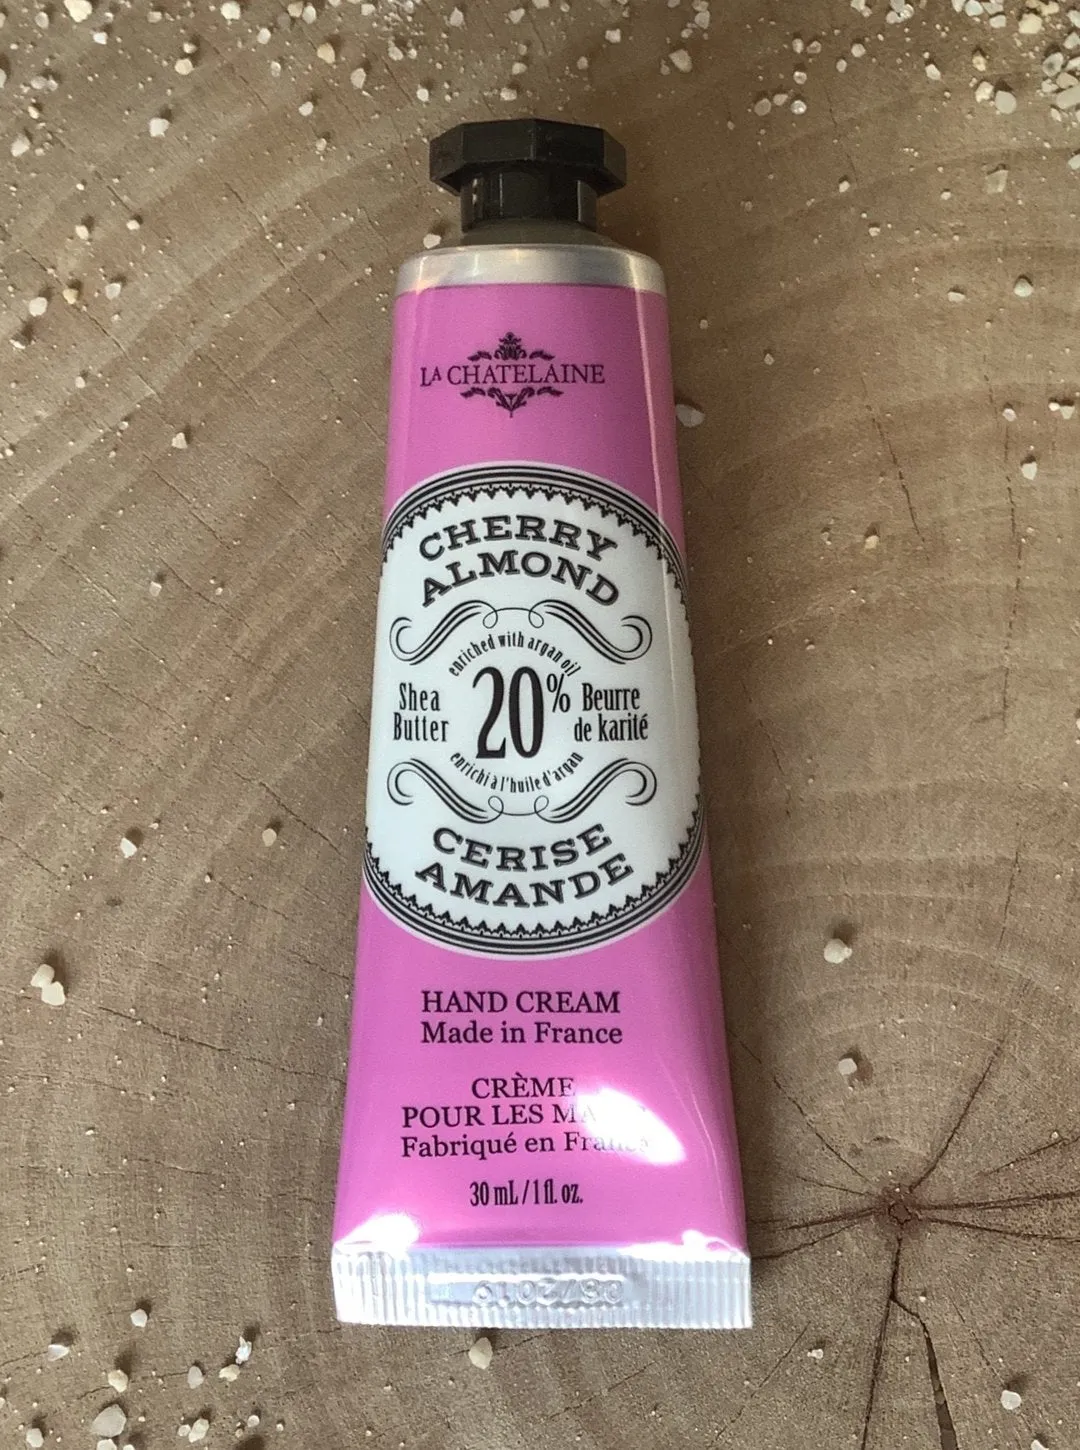 LA CHATELAINE
CHERRY
ALMOND
enriched with argan oil
Shea
Butter
20%
Beurre
de karité
enrichi à l'huile d'argan
CERISE
AMANDE
HAND CREAM
Made in France
CRÈME
POUR LES
Fabriqué en
30 mL / 1 fl. oz.